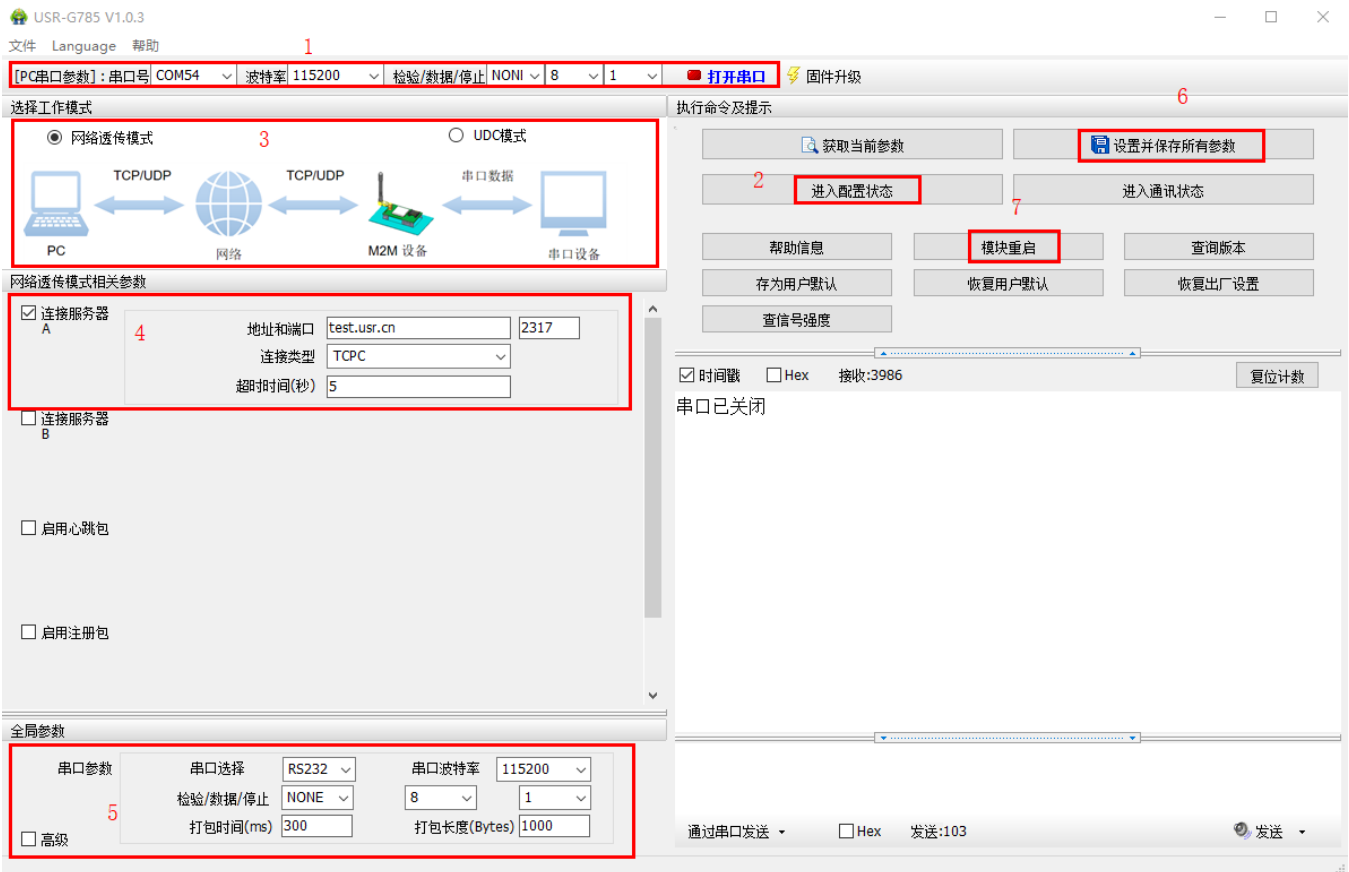 USR-G785 V1.0.3
文件 Language 帮助
1
[PC串口参数]：串口号 COM54 波特率 115200 检验/数据/停止 NONI 8 1 打开串口 固件升级
选择工作模式
网络透传模式
3
UDC模式
TCP/UDP
TCP/UDP
串口数据
PC
网络
M2M 设备
串口设备
网络透传模式相关参数
连接服务器
A
4
地址和端口 test.usr.cn 2317
连接类型 TCPC
超时时间(秒) 5
连接服务器
B
启用心跳包
启用注册包
全局参数
串口参数 串口选择 RS232 串口波特率 115200
检验/数据/停止 NONE 8 1
5
打包时间(ms) 300 打包长度(Bytes) 1000
高级
执行命令及提示
6
获取当前参数
设置并保存所有参数
2
进入配置状态
进入通讯状态
7
帮助信息
模块重启
查询版本
存为用户默认
恢复用户默认
恢复出厂设置
查信号强度
时间戳 Hex 接收:3986 复位计数
串口已关闭
通过串口发送 Hex 发送:103 发送